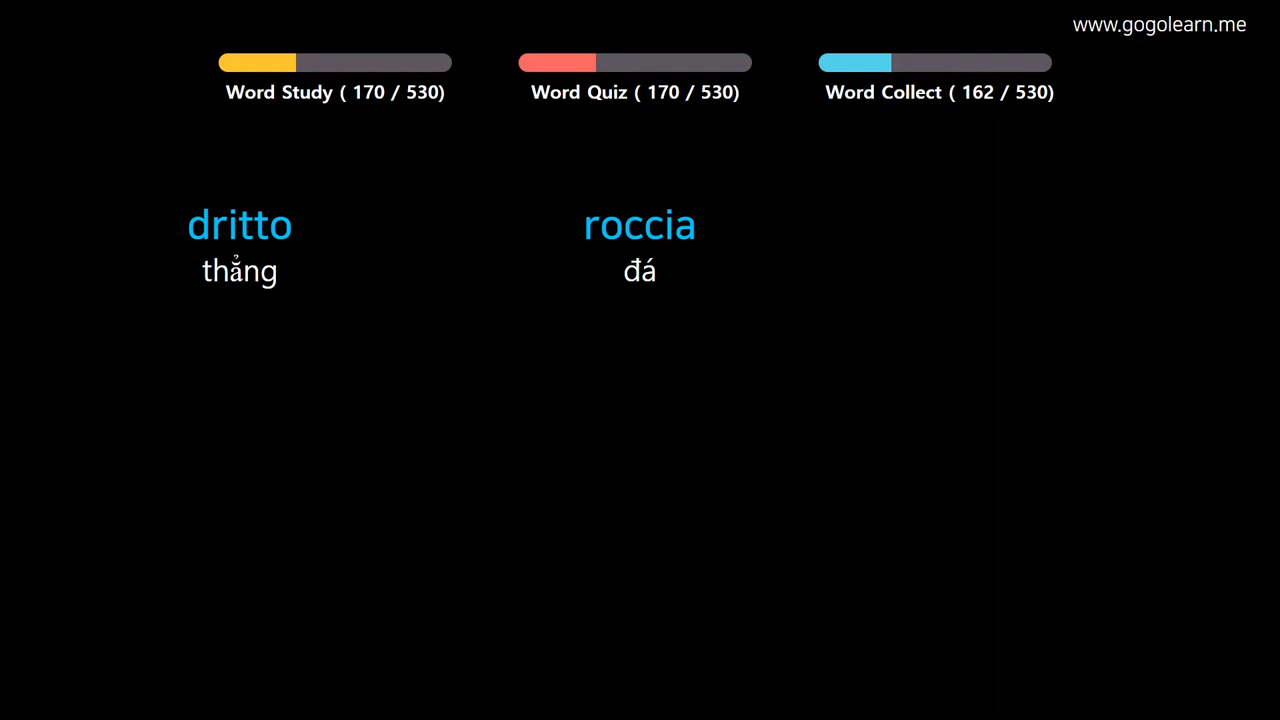 www.gogolearn.me
Word Study ( 170 / 530)
Word Quiz ( 170 / 530)
Word Collect ( 162 / 530)
dritto
thẳng
roccia
đá